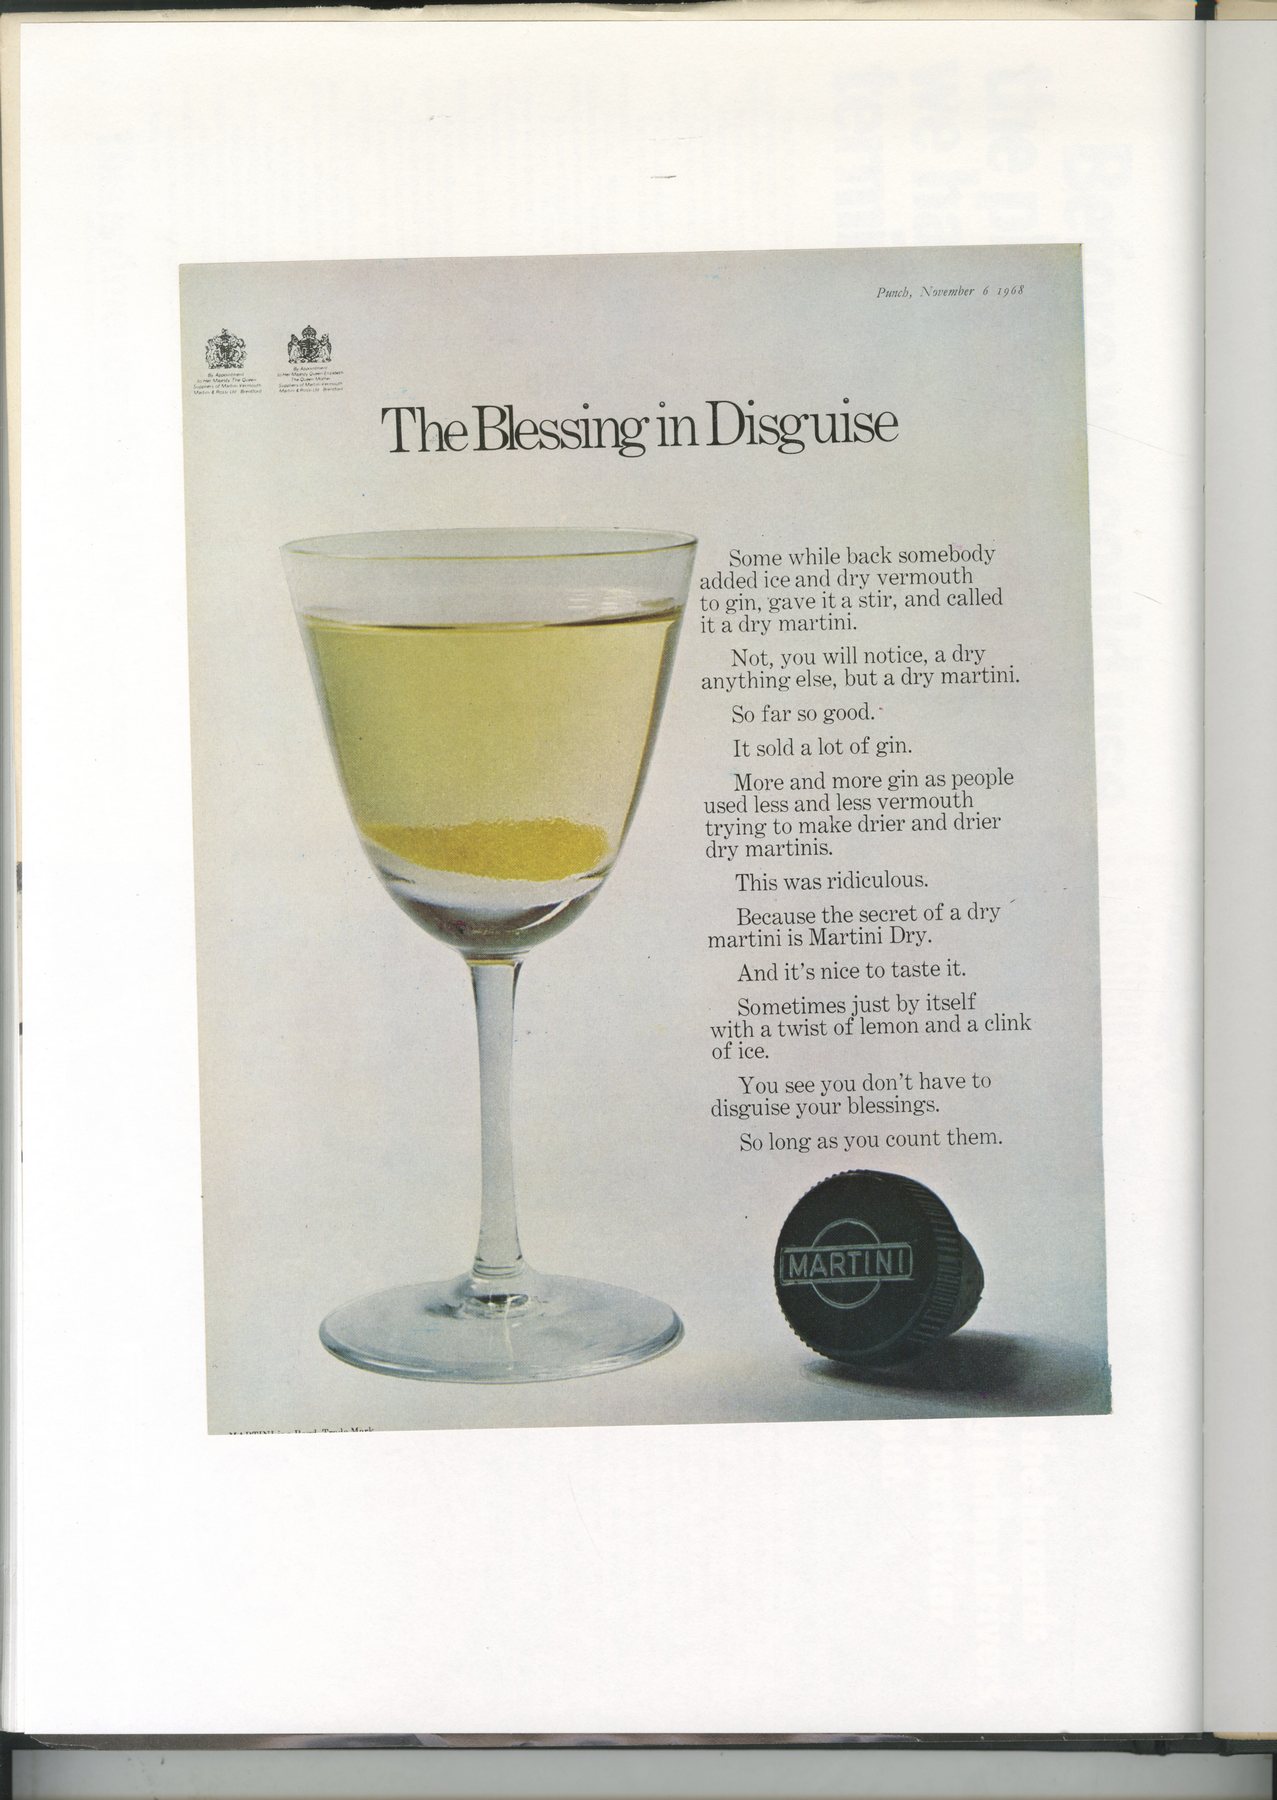 Punch, November 6 1968
By Appointment
to Her Majesty The Queen
Suppliers of Martini Vermouth
Martini & Rossi Ltd Brentford
By Appointment
to Her Majesty Queen Elizabeth
The Queen Mother
Suppliers of Martini Vermouth
Martini & Rossi Ltd Brentford
The Blessing in Disguise
Some while back somebody
added ice and dry vermouth
to gin, gave it a stir, and called
it a dry martini.
Not, you will notice, a dry
anything else, but a dry martini.
So far so good.
It sold a lot of gin.
More and more gin as people
used less and less vermouth
trying to make drier and drier
dry martinis.
This was ridiculous.
Because the secret of a dry
martini is Martini Dry.
And it's nice to taste it.
Sometimes just by itself
with a twist of lemon and a clink
of ice.
You see you don't have to
disguise your blessings.
So long as you count them.
MARTINI
MARTINI is a Regd. Trade Mark